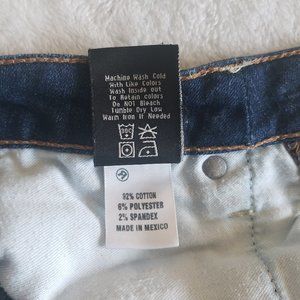 Machine Wash Cold
With Like Colors
Wash Inside out
To Retain colors
Do NOT Bleach
Tumble Dry Low
Warm Iron If Needed
92% COTTON
6% POLYESTER
2% SPANDEX
MADE IN MEXICO